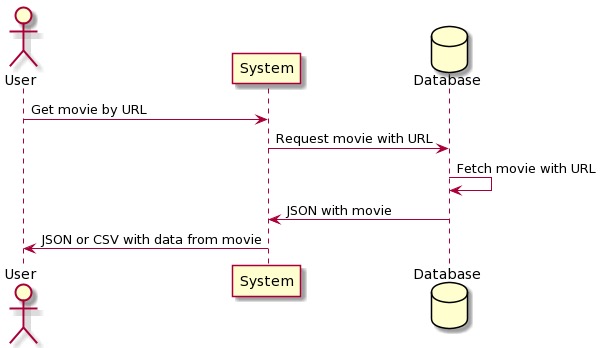 User
System
Database
Get movie by URL
Request movie with URL
Fetch movie with URL
JSON with movie
JSON or CSV with data from movie
User
System
Database